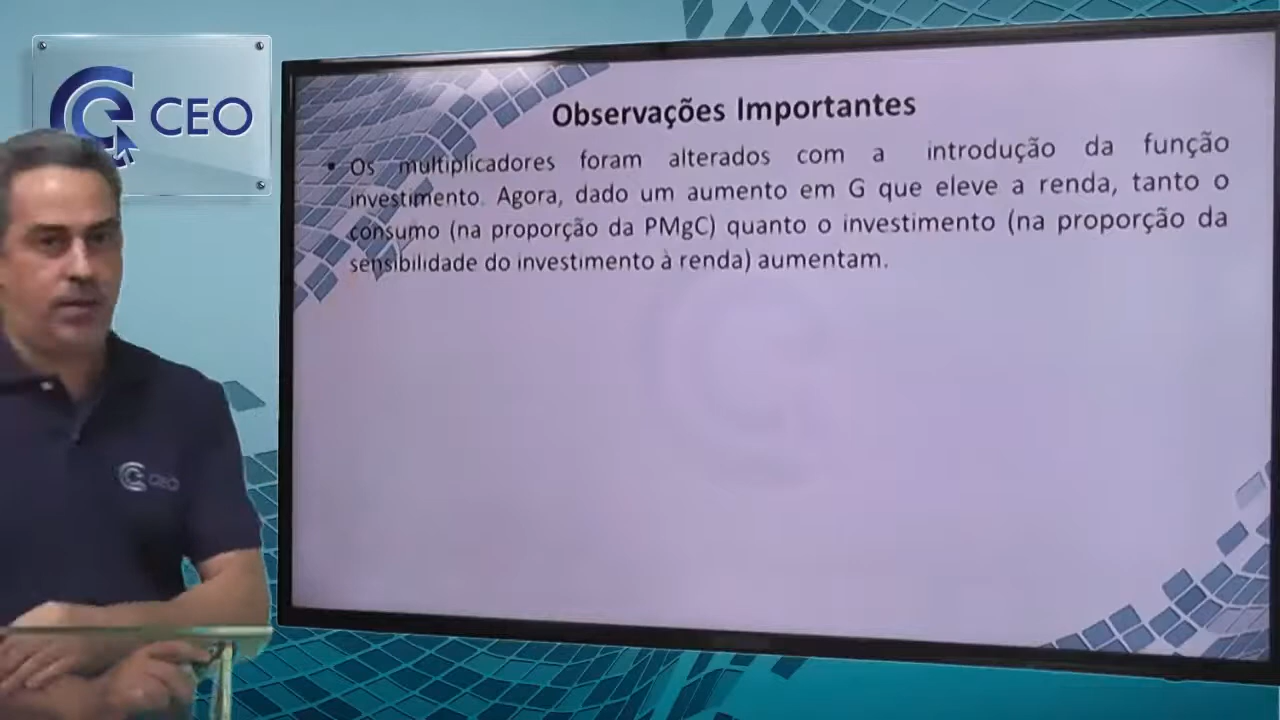 CEO
Observações Importantes
• Os multiplicadores foram alterados com a introdução da função
investimento. Agora, dado um aumento em G que eleve a renda, tanto o
consumo (na proporção da PMgC) quanto o investimento (na proporção da
sensibilidade do investimento à renda) aumentam.
CEO